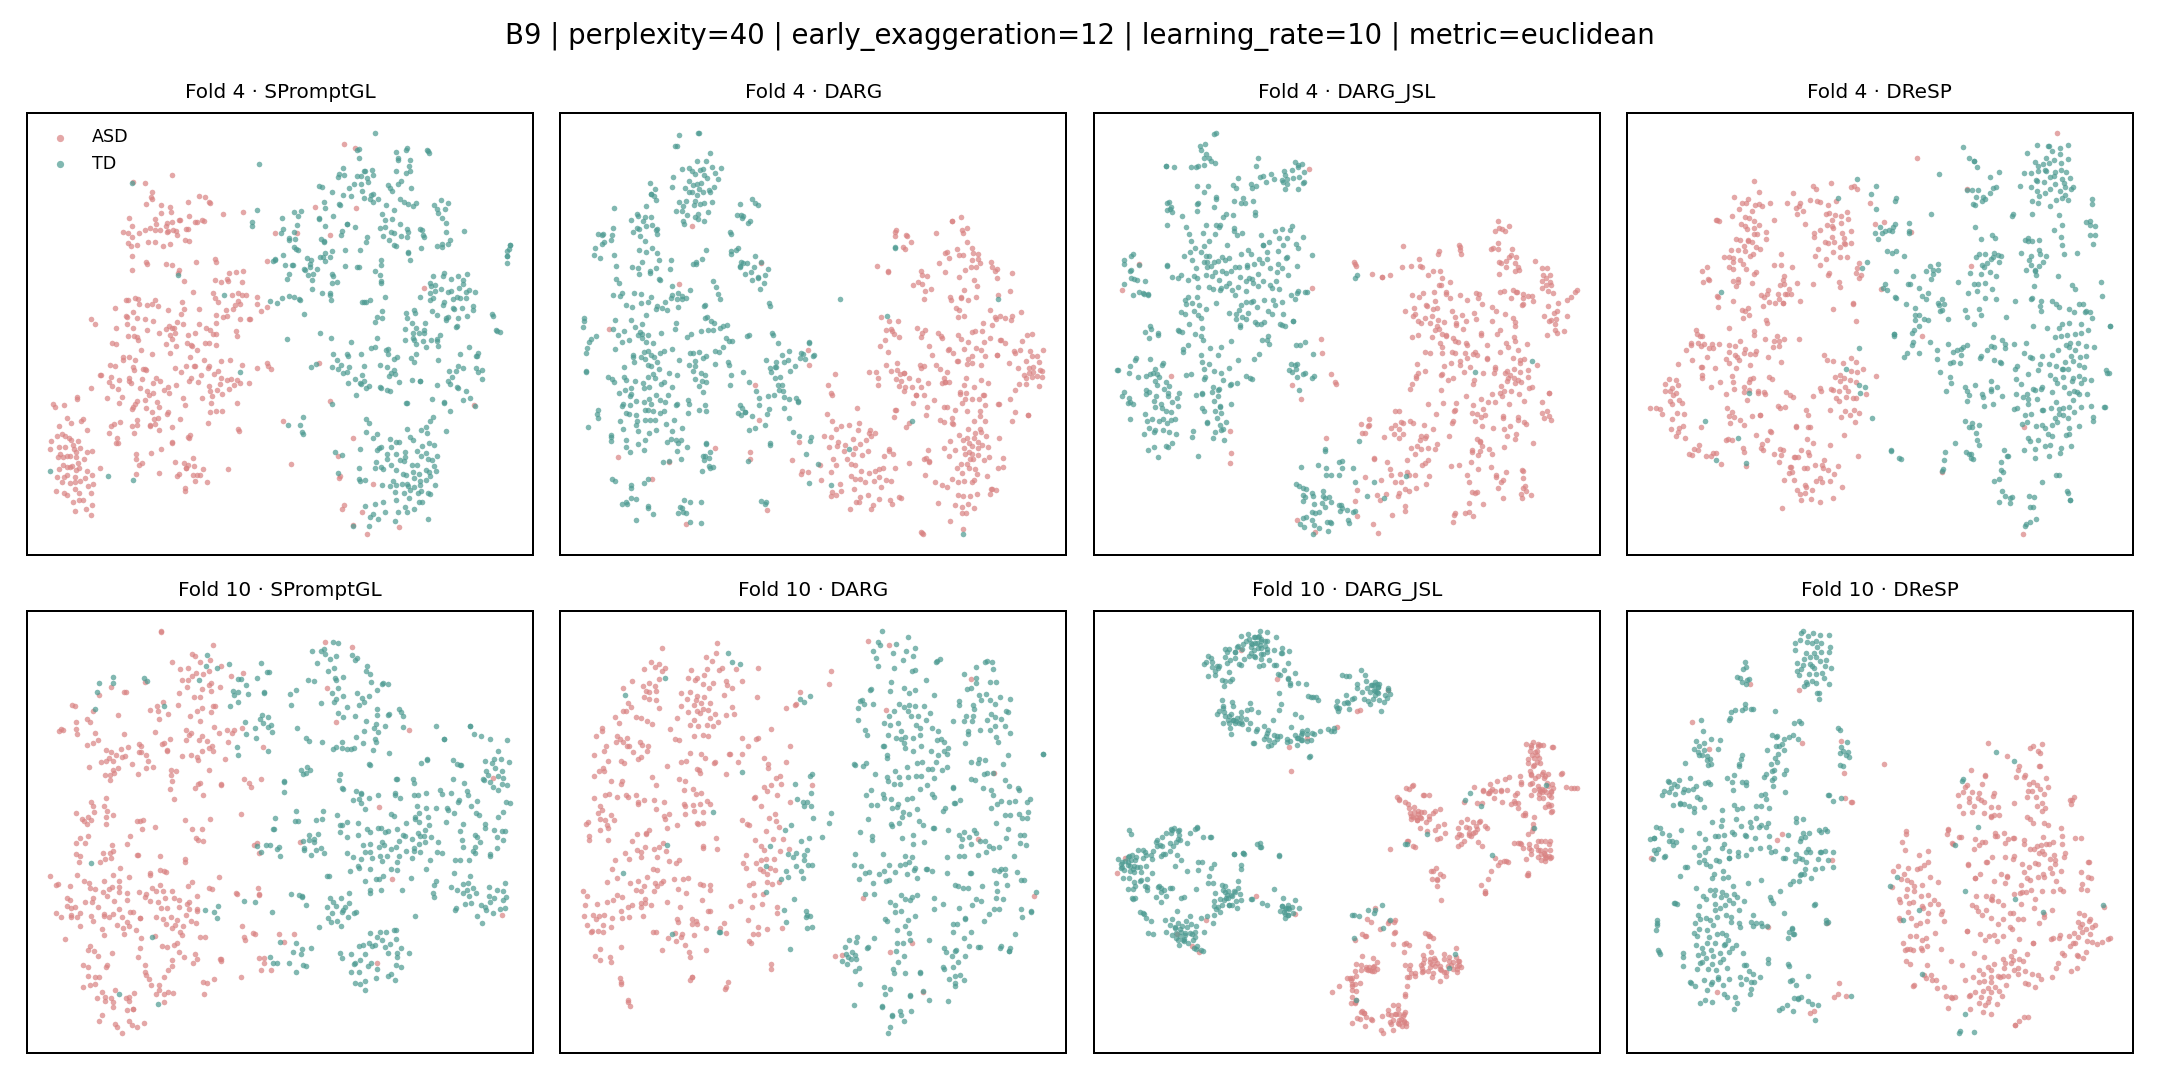 B9 | perplexity=40 | early_exaggeration=12 | learning_rate=10 | metric=euclidean
Fold 4 · SPromptGL
Fold 4 · DARG
Fold 4 · DARG_JSL
Fold 4 · DReSP
ASD
TD
Fold 10 · SPromptGL
Fold 10 · DARG
Fold 10 · DARG_JSL
Fold 10 · DReSP